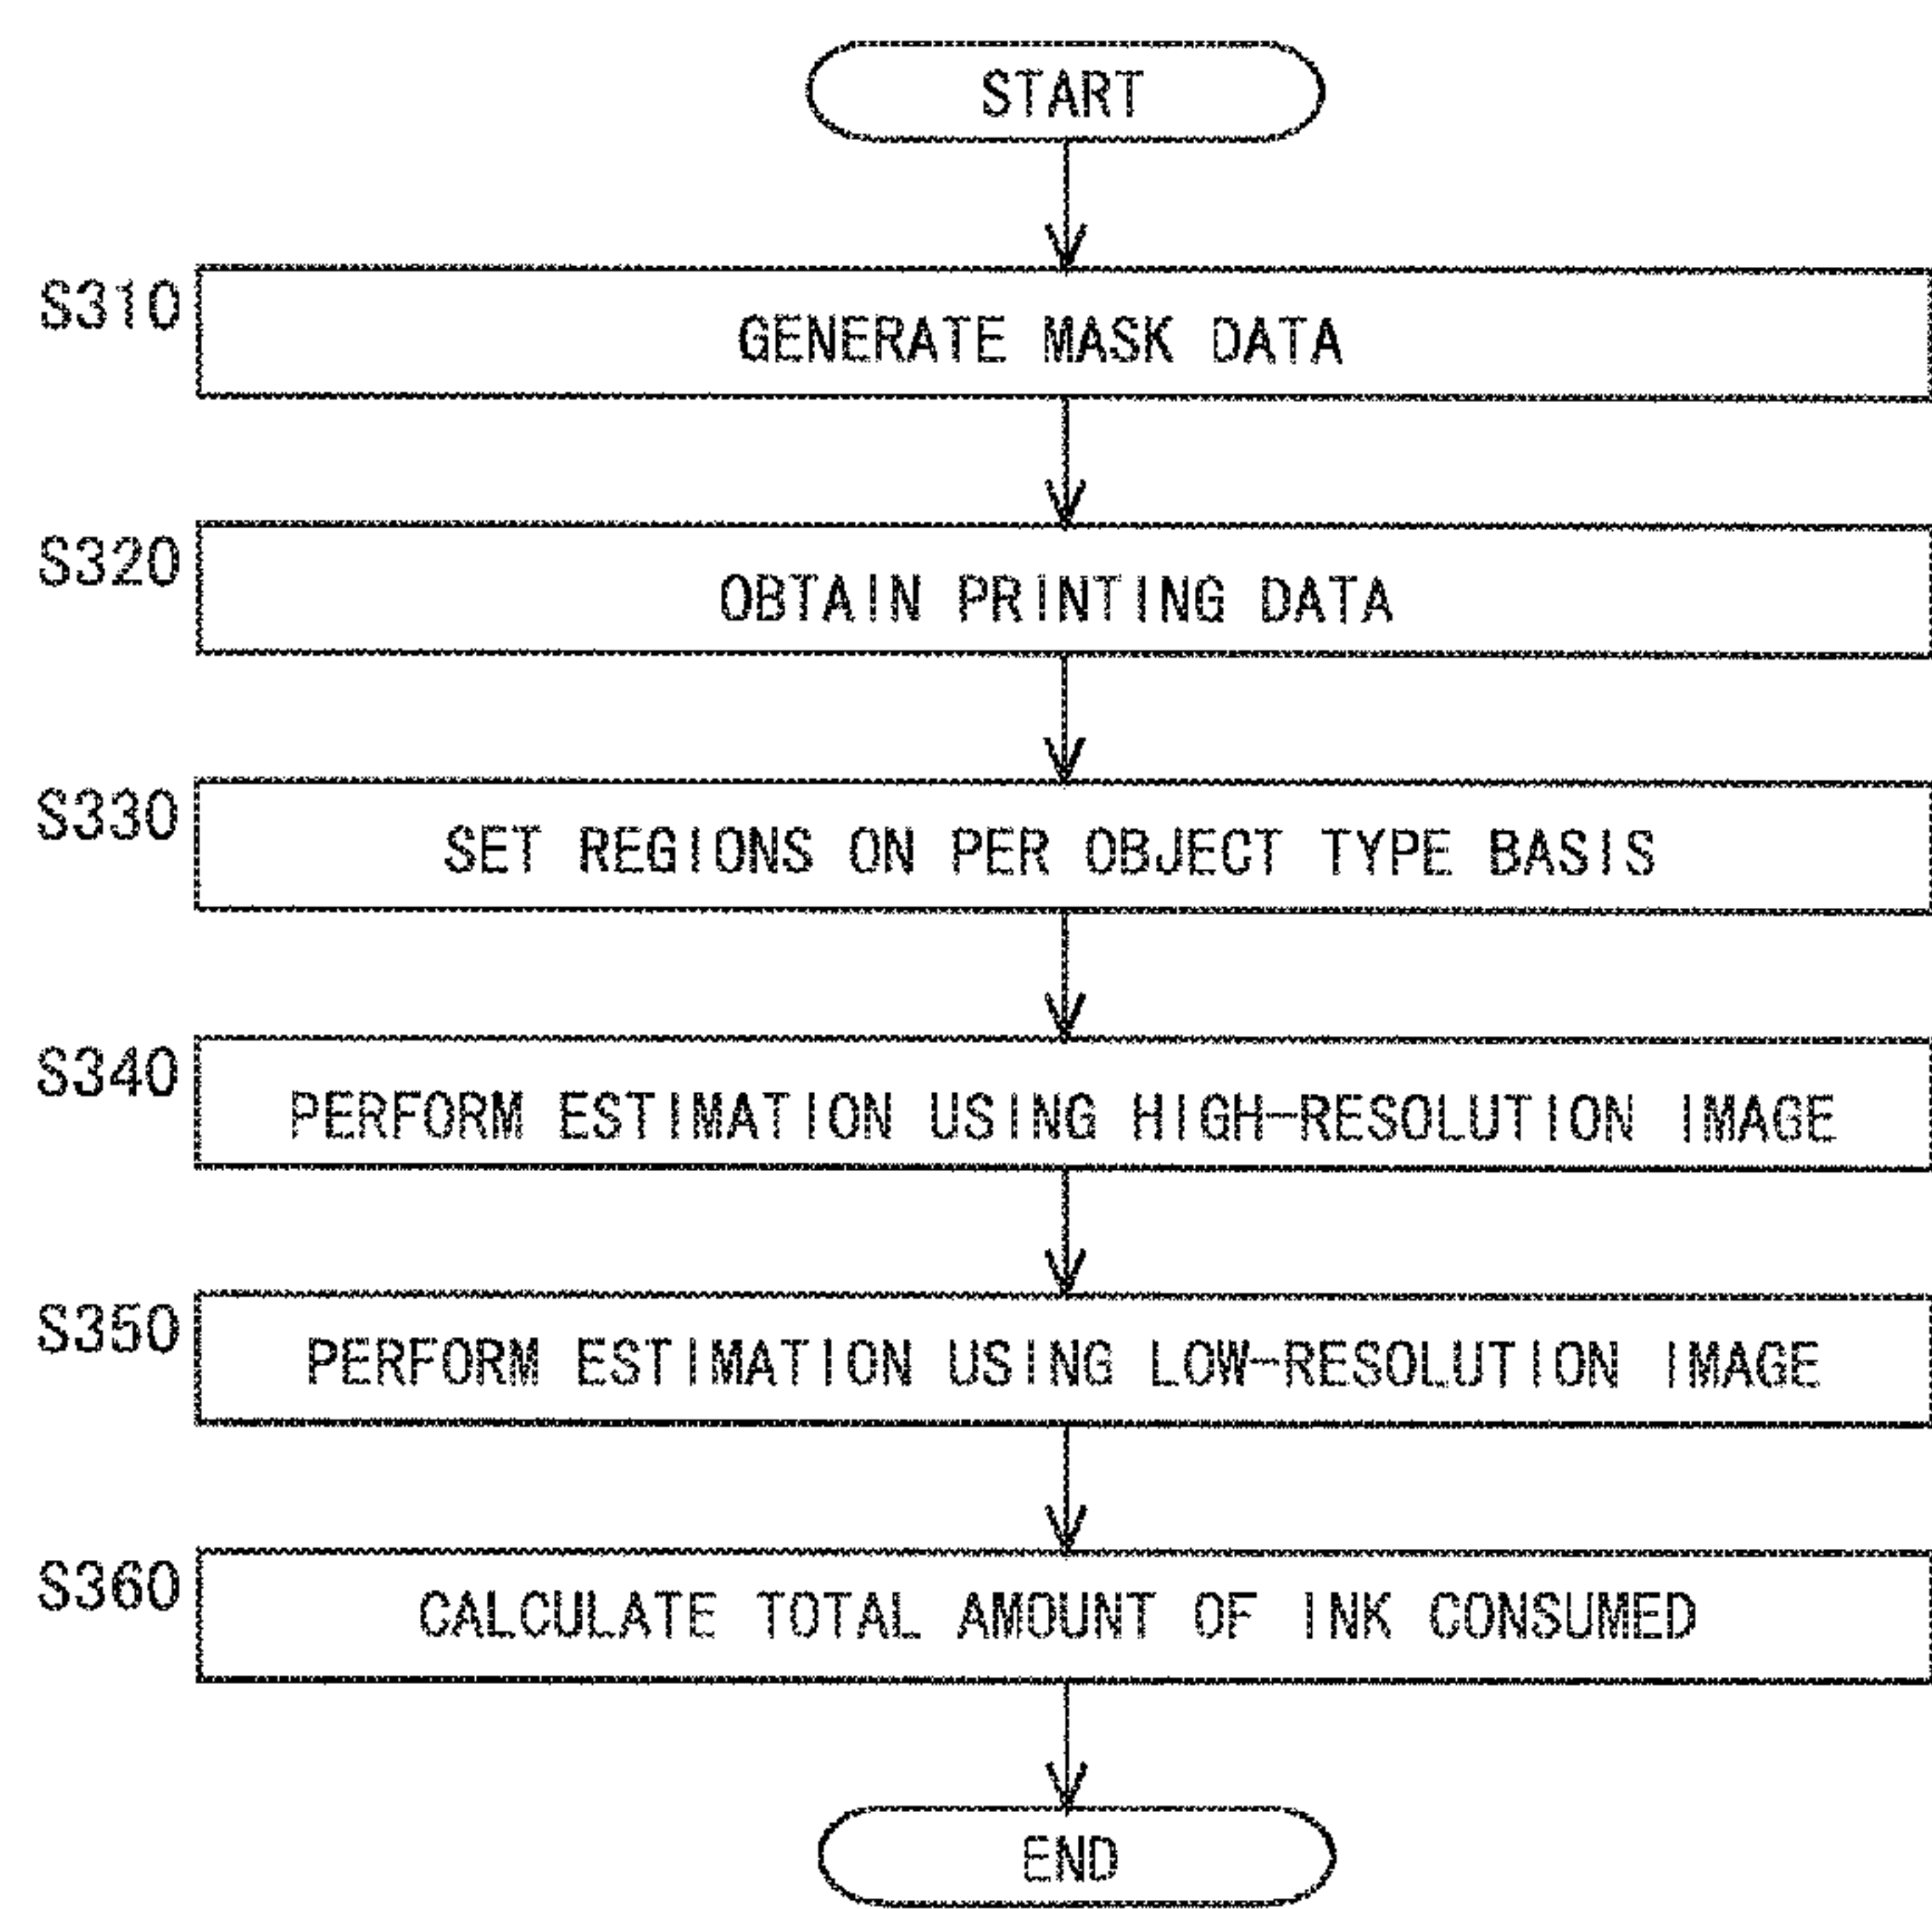 START
S310
GENERATE MASK DATA
S320
OBTAIN PRINTING DATA
S330
SET REGIONS ON PER OBJECT TYPE BASIS
S340
PERFORM ESTIMATION USING HIGH-RESOLUTION IMAGE
S350
PERFORM ESTIMATION USING LOW-RESOLUTION IMAGE
S360
CALCULATE TOTAL AMOUNT OF INK CONSUMED
END